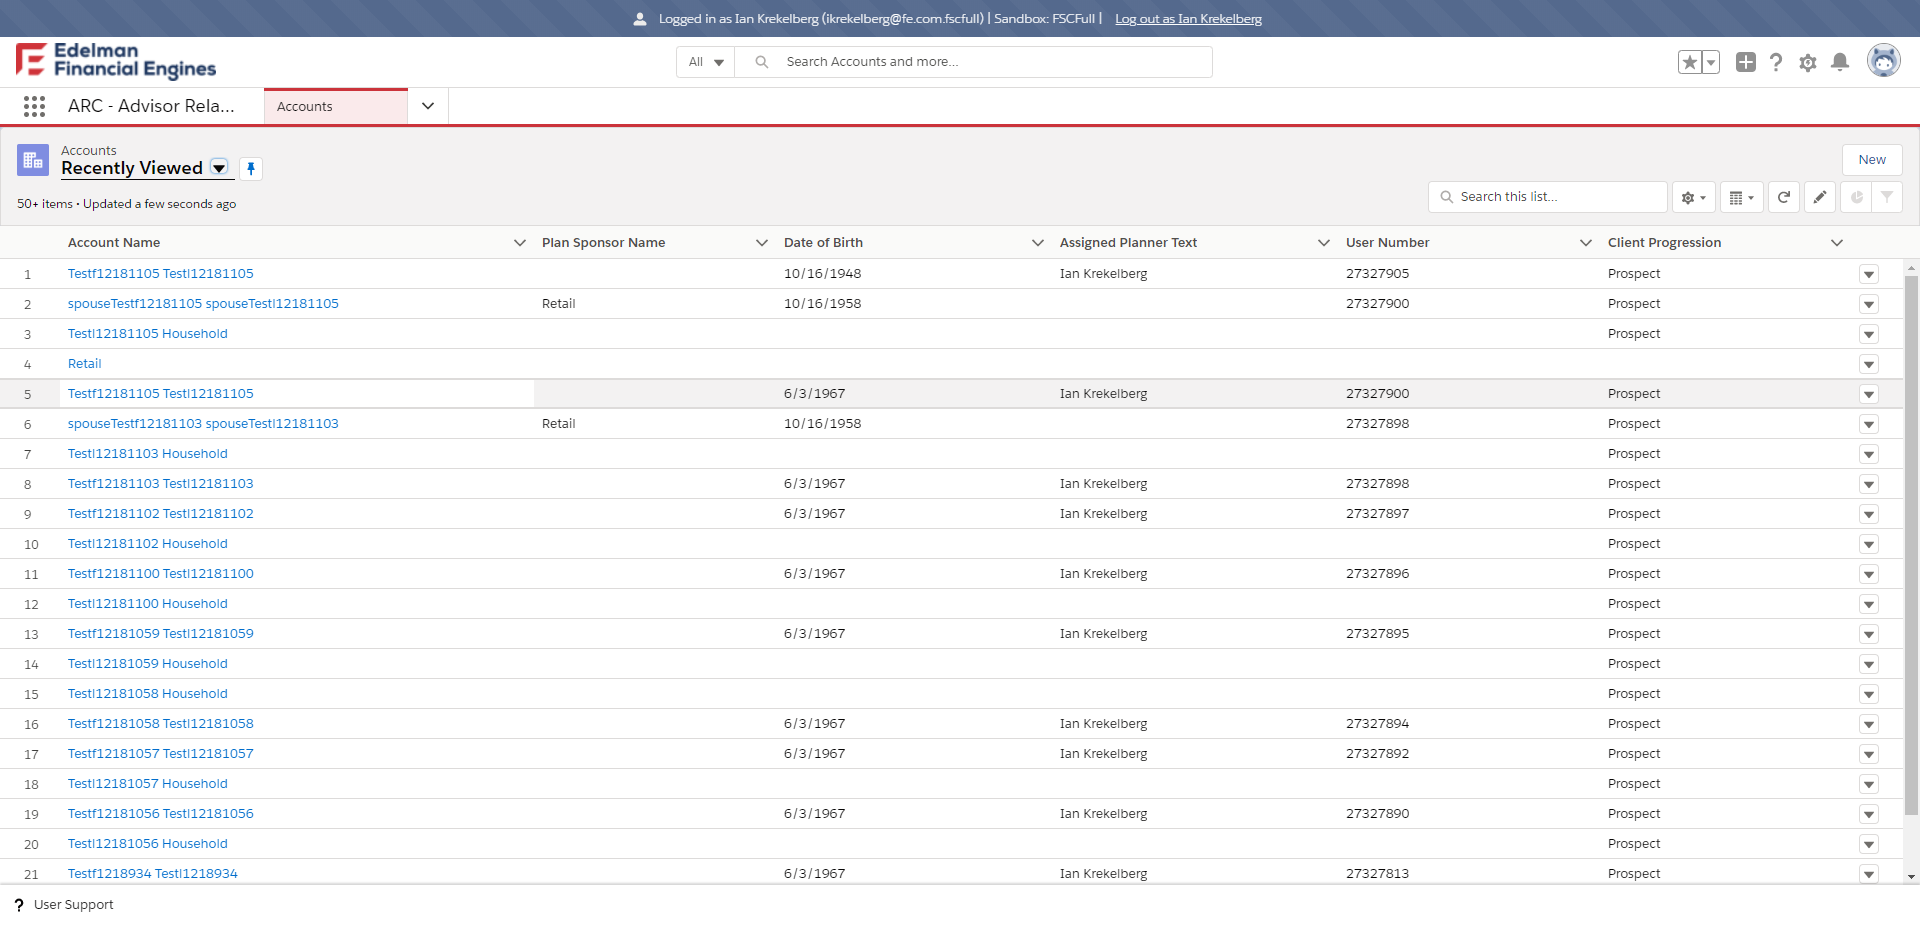 Logged in as Ian Krekelberg (ikrekelberg@fe.com.fscfull) | Sandbox: FSCFull | Log out as Ian Krekelberg
Edelman
Financial Engines
All Search Accounts and more...
ARC - Advisor Rela... Accounts
Accounts
Recently Viewed
New
50+ items • Updated a few seconds ago
Search this list...
Account Name Plan Sponsor Name Date of Birth Assigned Planner Text User Number Client Progression
1 Testf12181105 Testl12181105 10/16/1948 Ian Krekelberg 27327905 Prospect
2 spouseTestf12181105 spouseTestl12181105 Retail 10/16/1958 27327900 Prospect
3 Testl12181105 Household Prospect
4 Retail
5 Testf12181105 Testl12181105 6/3/1967 Ian Krekelberg 27327900 Prospect
6 spouseTestf12181103 spouseTestl12181103 Retail 10/16/1958 27327898 Prospect
7 Testl12181103 Household Prospect
8 Testf12181103 Testl12181103 6/3/1967 Ian Krekelberg 27327898 Prospect
9 Testf12181102 Testl12181102 6/3/1967 Ian Krekelberg 27327897 Prospect
10 Testl12181102 Household Prospect
11 Testf12181100 Testl12181100 6/3/1967 Ian Krekelberg 27327896 Prospect
12 Testl12181100 Household Prospect
13 Testf12181059 Testl12181059 6/3/1967 Ian Krekelberg 27327895 Prospect
14 Testl12181059 Household Prospect
15 Testl12181058 Household Prospect
16 Testf12181058 Testl12181058 6/3/1967 Ian Krekelberg 27327894 Prospect
17 Testf12181057 Testl12181057 6/3/1967 Ian Krekelberg 27327892 Prospect
18 Testl12181057 Household Prospect
19 Testf12181056 Testl12181056 6/3/1967 Ian Krekelberg 27327890 Prospect
20 Testl12181056 Household Prospect
21 Testf1218934 Testl1218934 6/3/1967 Ian Krekelberg 27327813 Prospect
? User Support